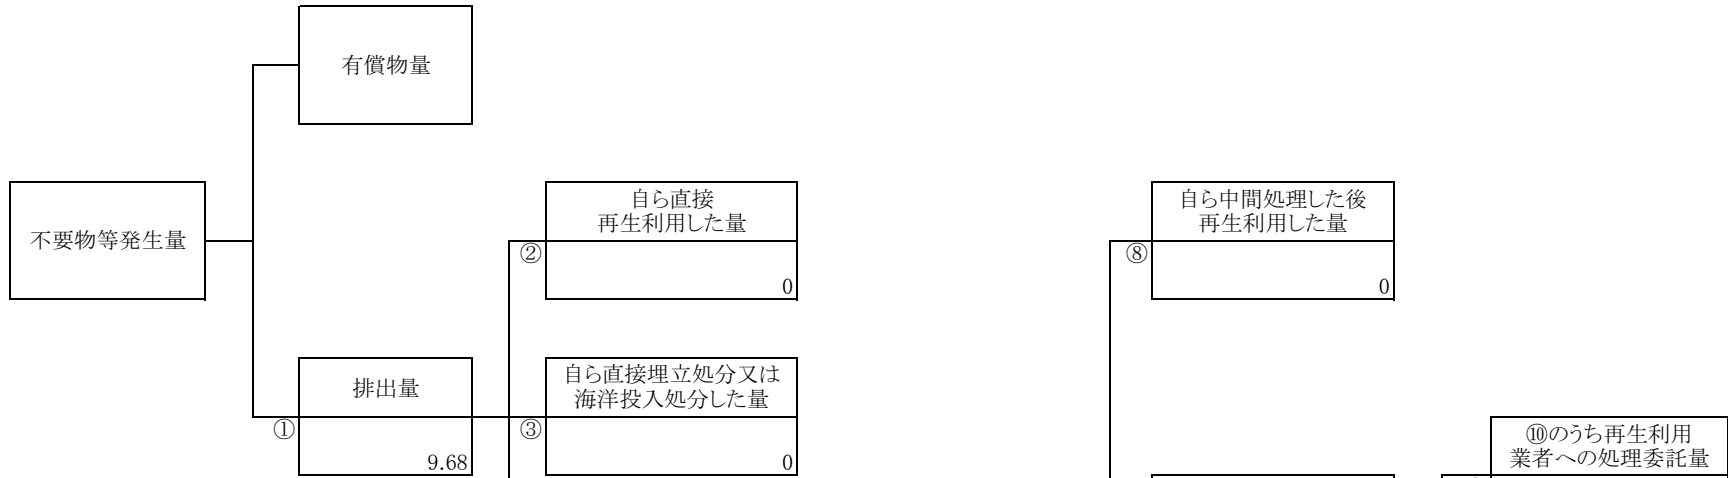 有償物量
不要物等発生量
自ら直接
再生利用した量
②
0
自ら中間処理した後
再生利用した量
⑧
0
排出量
①
9.68
自ら直接埋立処分又は
海洋投入処分した量
③
0
⑩のうち再生利用
業者への処理委託量